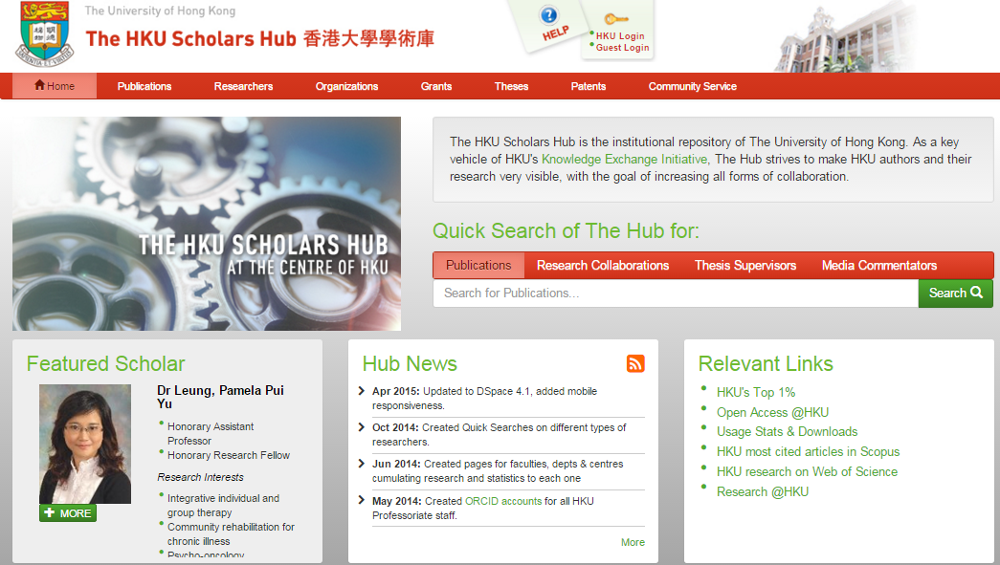 The University of Hong Kong
The HKU Scholars Hub 香港大學學術庫
HELP
HKU Login
Guest Login
Home
Publications
Researchers
Organizations
Grants
Theses
Patents
Community Service
THE HKU SCHOLARS HUB
AT THE CENTRE OF HKU
The HKU Scholars Hub is the institutional repository of The University of Hong Kong. As a key
vehicle of HKU's Knowledge Exchange Initiative, The Hub strives to make HKU authors and their
research very visible, with the goal of increasing all forms of collaboration.
Quick Search of The Hub for:
Publications
Research Collaborations
Thesis Supervisors
Media Commentators
Search for Publications...
Search
Featured Scholar
Dr Leung, Pamela Pui
Yu
Honorary Assistant
Professor
Honorary Research Fellow
Research Interests
Integrative individual and
group therapy
Community rehabilitation for
chronic illness
Psycho-oncology
MORE
Hub News
Apr 2015: Updated to DSpace 4.1, added mobile
responsiveness.
Oct 2014: Created Quick Searches on different types of
researchers.
Jun 2014: Created pages for faculties, depts & centres
cumulating research and statistics to each one
May 2014: Created ORCID accounts for all HKU
Professoriate staff.
More
Relevant Links
HKU's Top 1%
Open Access @HKU
Usage Stats & Downloads
HKU most cited articles in Scopus
HKU research on Web of Science
Research @HKU